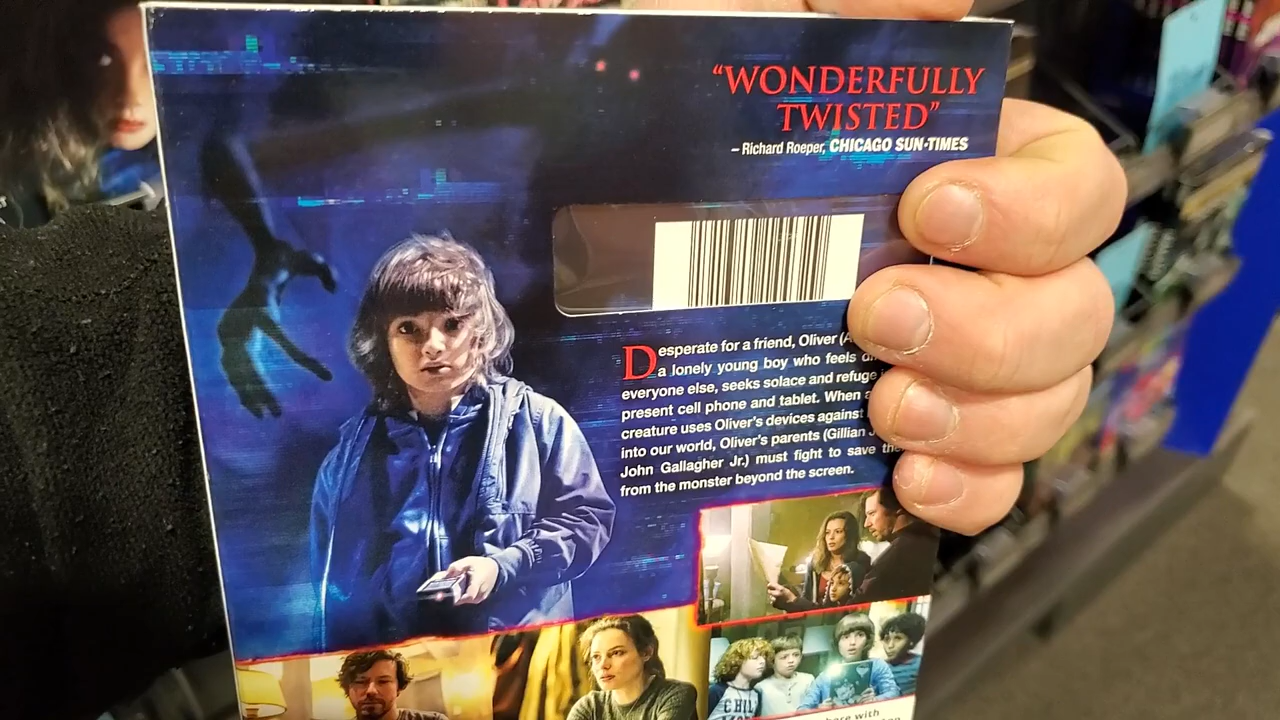 “WONDERFULLY
TWISTED”
– Richard Roeper, CHICAGO SUN-TIMES
Desperate for a friend, Oliver (A
a lonely young boy who feels
everyone else, seeks solace and refuge
present cell phone and tablet. When
creature uses Oliver's devices against
into our world, Oliver's parents (Gillian
John Gallagher Jr.) must fight to save the
from the monster beyond the screen.
CHIL
with